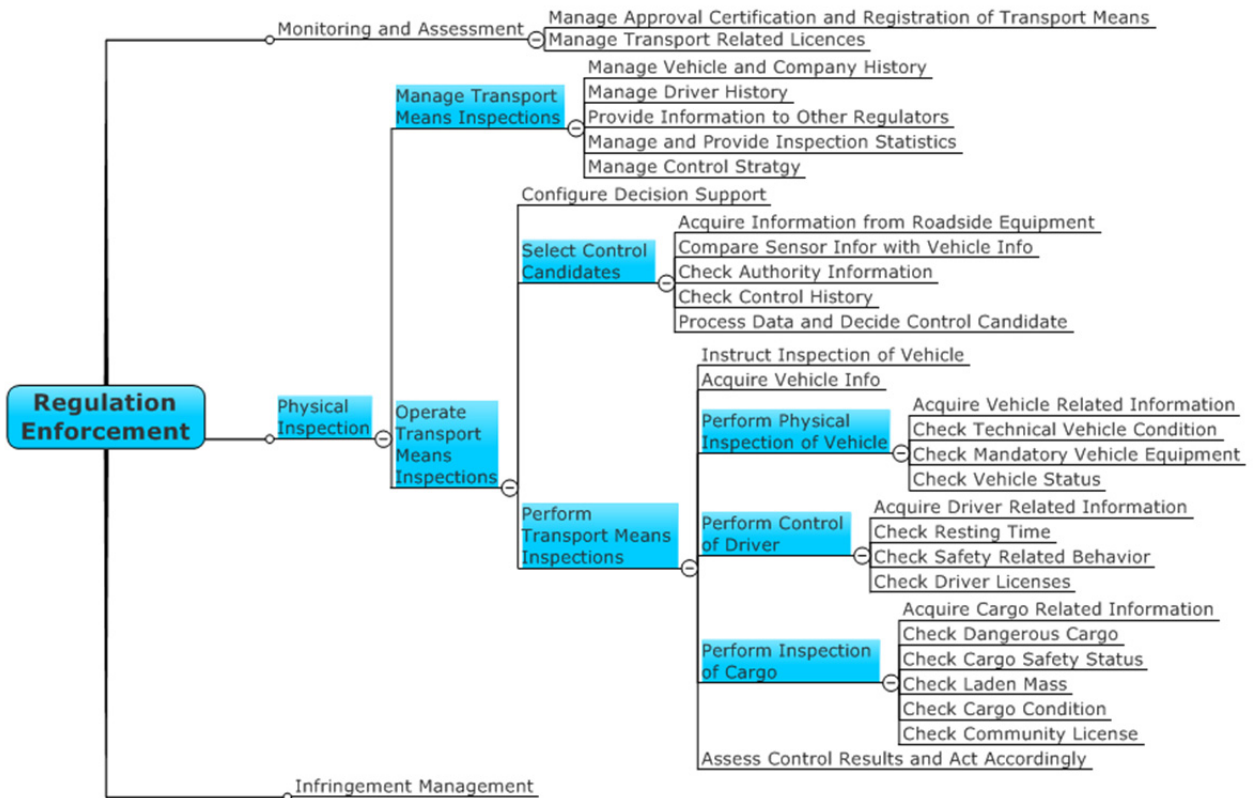 Monitoring and Assessment
Manage Approval Certification and Registration of Transport Means
Manage Transport Related Licences
Manage Transport
Means Inspections
Manage Vehicle and Company History
Manage Driver History
Provide Information to Other Regulators
Manage and Provide Inspection Statistics
Manage Control Stratgy
Configure Decision Support
Select Control
Candidates
Acquire Information from Roadside Equipment
Compare Sensor Infor with Vehicle Info
Check Authority Information
Check Control History
Process Data and Decide Control Candidate
Regulation
Enforcement
Physical
Inspection
Operate
Transport
Means
Inspections
Perform
Transport Means
Inspections
Instruct Inspection of Vehicle
Acquire Vehicle Info
Perform Physical
Inspection of Vehicle
Acquire Vehicle Related Information
Check Technical Vehicle Condition
Check Mandatory Vehicle Equipment
Check Vehicle Status
Perform Control
of Driver
Acquire Driver Related Information
Check Resting Time
Check Safety Related Behavior
Check Driver Licenses
Perform Inspection
of Cargo
Acquire Cargo Related Information
Check Dangerous Cargo
Check Cargo Safety Status
Check Laden Mass
Check Cargo Condition
Check Community License
Assess Control Results and Act Accordingly
Infringement Management